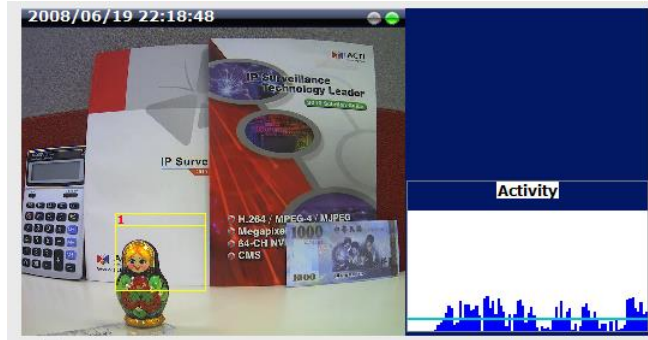 2008/06/19 22:18:48
ACTi
IP Surveillance
Technology Leader
IP Surve
1
H.264 / MPEG-4 / MJPEG
Megapixe
64-CH NV
CMS
1000
1000
Activity